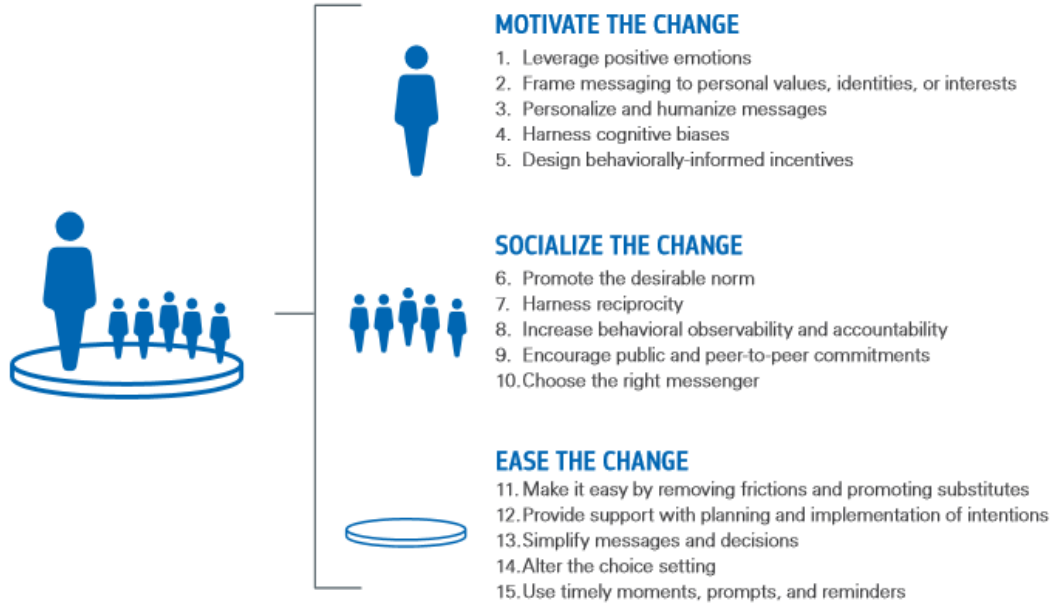 MOTIVATE THE CHANGE
1. Leverage positive emotions
2. Frame messaging to personal values, identities, or interests
3. Personalize and humanize messages
4. Harness cognitive biases
5. Design behaviorally-informed incentives
SOCIALIZE THE CHANGE
6. Promote the desirable norm
7. Harness reciprocity
8. Increase behavioral observability and accountability
9. Encourage public and peer-to-peer commitments
10. Choose the right messenger
EASE THE CHANGE
11. Make it easy by removing frictions and promoting substitutes
12. Provide support with planning and implementation of intentions
13. Simplify messages and decisions
14. Alter the choice setting
15. Use timely moments, prompts, and reminders